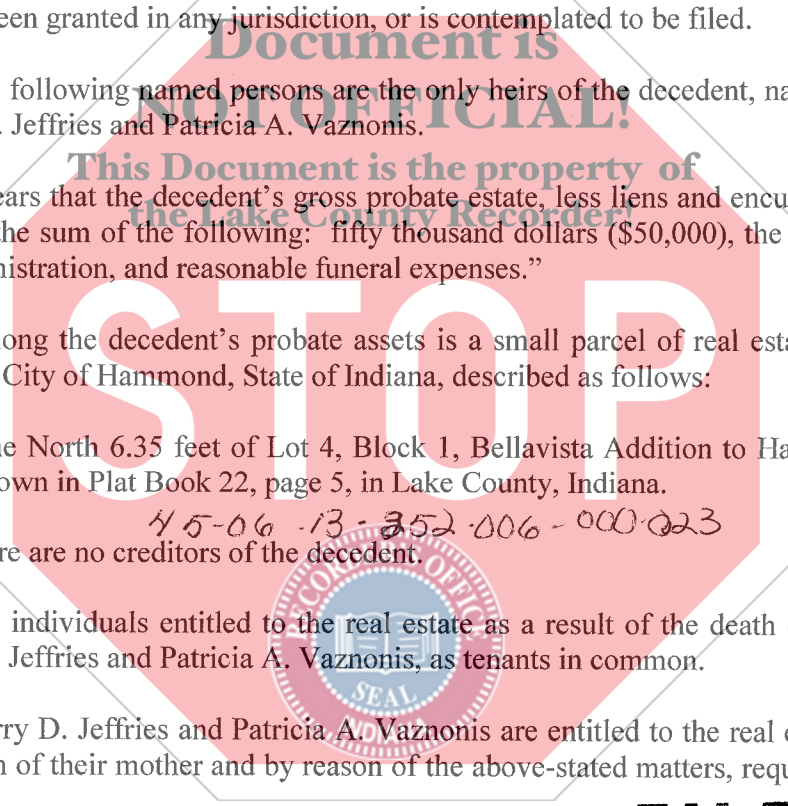 een granted in any jurisdiction, or is contemplated to be filed.
Document is
following named persons are the only heirs of the decedent, na
NOT OFFICIAL!
. Jeffries and Patricia A. Vaznonis.
This Document is the property of
ears that the decedent's gross probate estate, less liens and encu
the Lake County Recorder!
he sum of the following: fifty thousand dollars ($50,000), the
nistration, and reasonable funeral expenses."
ong the decedent's probate assets is a small parcel of real esta
City of Hammond, State of Indiana, described as follows:
STOP
e North 6.35 feet of Lot 4, Block 1, Bellavista Addition to Ha
own in Plat Book 22, page 5, in Lake County, Indiana.
45-06-13-352-006-000-023
re are no creditors of the decedent.
RECORDER'S OFFICE
individuals entitled to the real estate as a result of the death
Jeffries and Patricia A. Vaznonis, as tenants in common.
SEAL
INDIANA
rry D. Jeffries and Patricia A. Vaznonis are entitled to the real e
n of their mother and by reason of the above-stated matters, requ